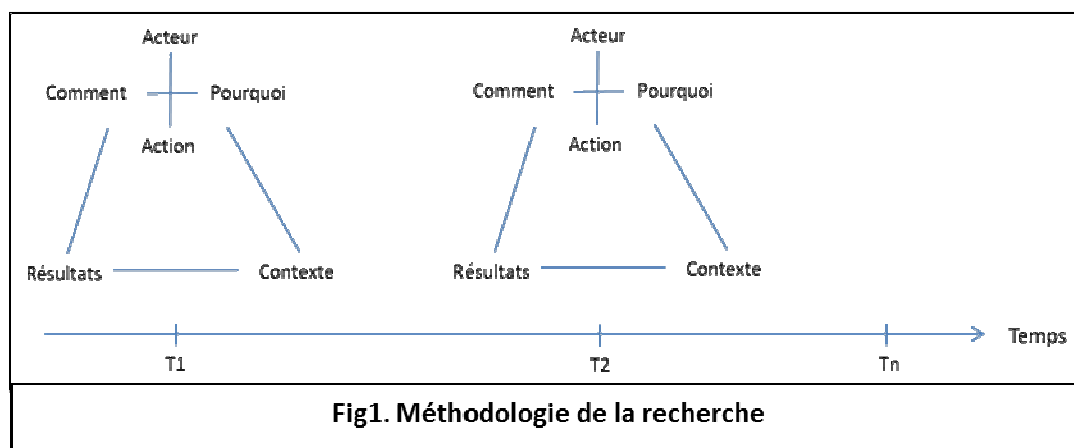 Acteur Acteur
Comment Pourquoi Comment Pourquoi
Action Action
Résultats Contexte Résultats Contexte
Temps
T1 T2 Tn
Fig1. Méthodologie de la recherche